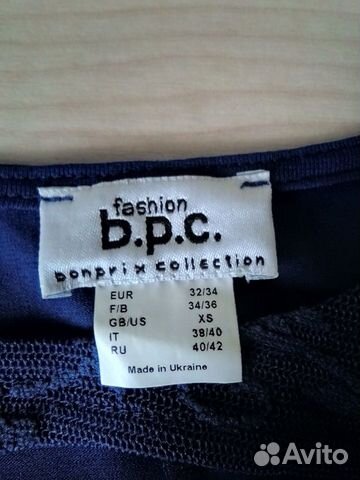 fashion
b.p.c.
bonprix collection
EUR 32/34
F/B 34/36
GB/US XS
IT 38/40
RU 40/42
Made in Ukraine
Avito